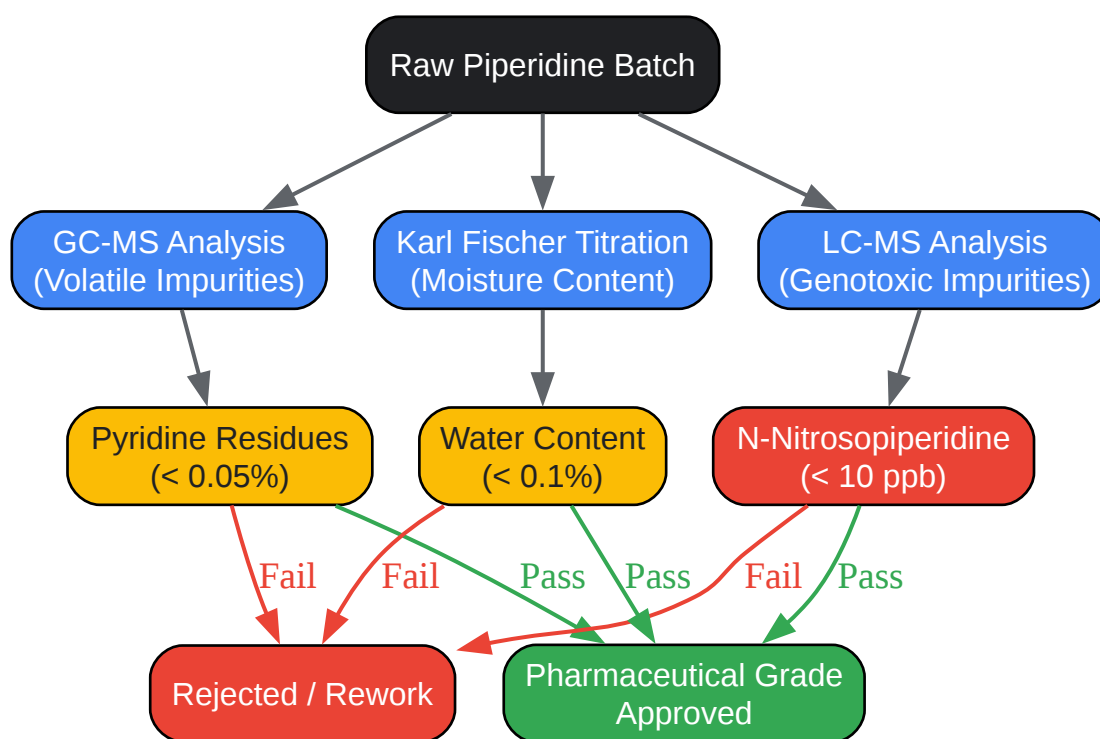 Raw Piperidine Batch
GC-MS Analysis
(Volatile Impurities)
Karl Fischer Titration
(Moisture Content)
LC-MS Analysis
(Genotoxic Impurities)
Pyridine Residues
(< 0.05%)
Water Content
(< 0.1%)
N-Nitrosopiperidine
(< 10 ppb)
Fail
Fail
Pass
Pass
Fail
Pass
Rejected / Rework
Pharmaceutical Grade
Approved